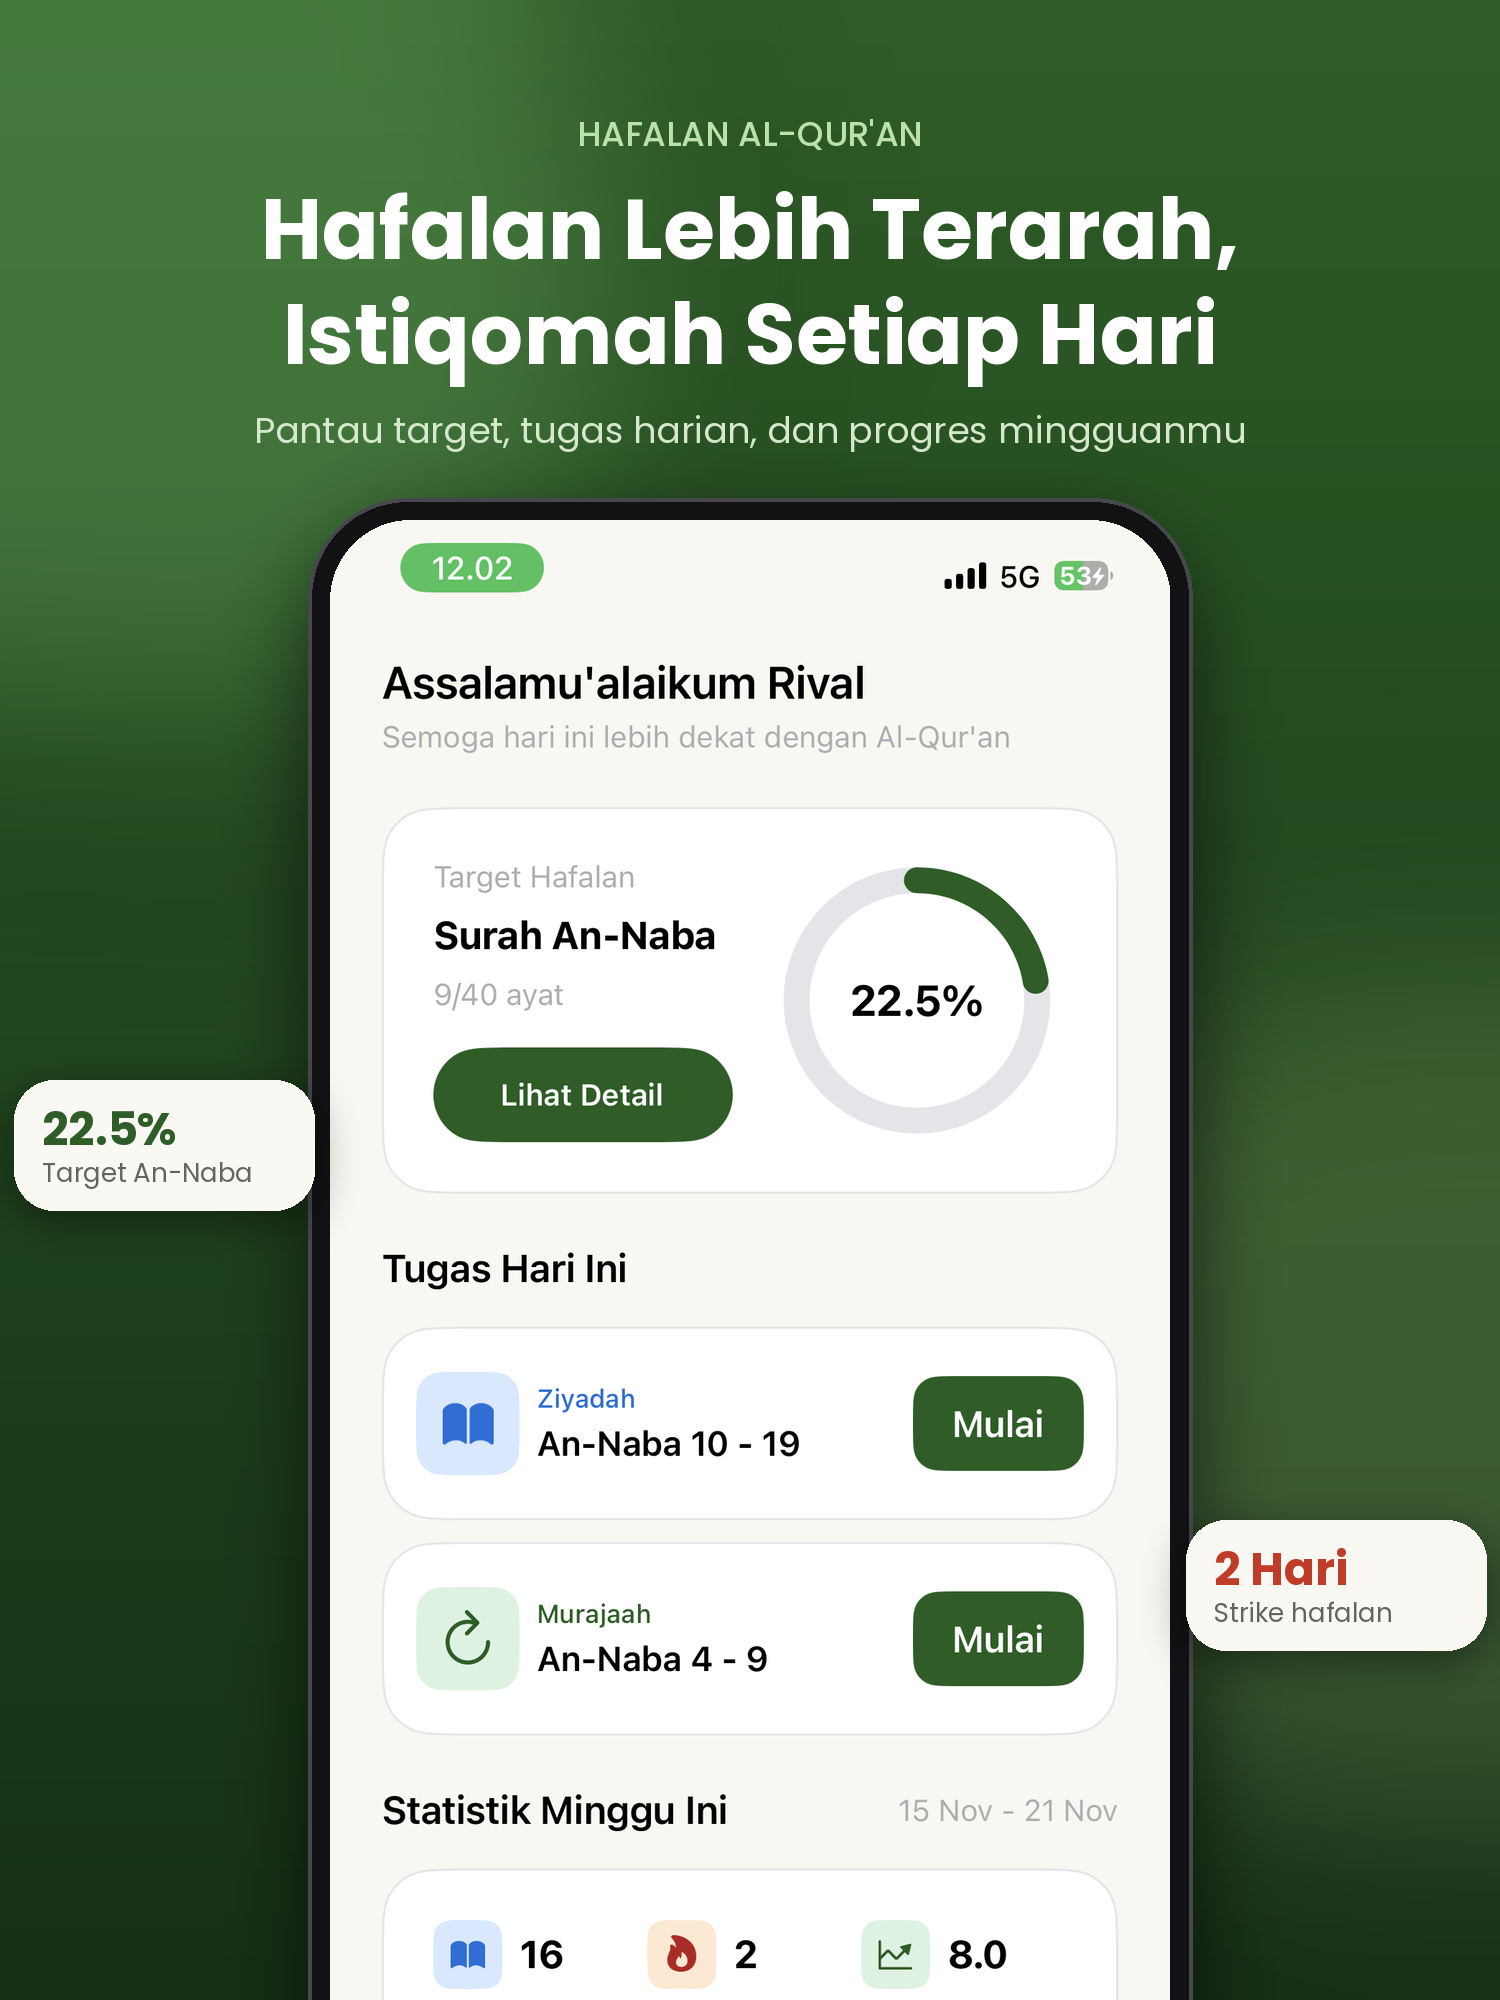 HAFALAN AL-QUR'AN
Hafalan Lebih Terarah,
Istiqomah Setiap Hari
Pantau target, tugas harian, dan progres mingguanmu
12.02
5G 53
Assalamu'alaikum Rival
Semoga hari ini lebih dekat dengan Al-Qur'an
Target Hafalan
Surah An-Naba
9/40 ayat
22.5%
Lihat Detail
22.5%
Target An-Naba
Tugas Hari Ini
Ziyadah
An-Naba 10 - 19
Mulai
Murajaah
An-Naba 4 - 9
Mulai
2 Hari
Strike hafalan
Statistik Minggu Ini
15 Nov - 21 Nov
16
2
8.0